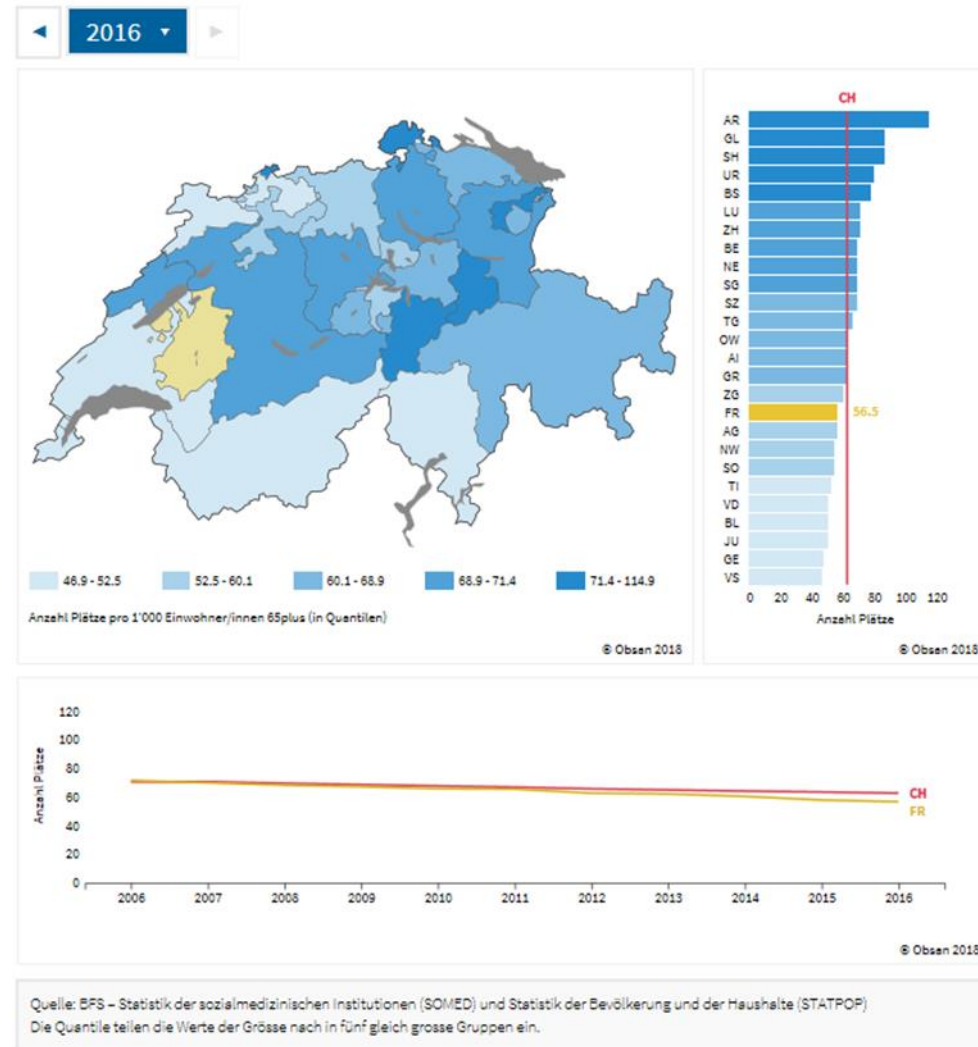 2016
CH
AR
GL
SH
UR
BS
LU
ZH
BE
NE
SG
SZ
TG
OW
AI
GR
ZG
FR 56.5
AG
NW
SO
TI
VD
BL
JU
GE
VS
0 20 40 60 80 100 120
Anzahl Plätze
© Obsan 2018
46.9 - 52.5 52.5 - 60.1 60.1 - 68.9 68.9 - 71.4 71.4 - 114.9
Anzahl Plätze pro 1'000 Einwohner/innen 65plus (in Quantilen)
© Obsan 2018
Anzahl Plätze
120
100
80
60
40
20
0
CH
FR
2006 2007 2008 2009 2010 2011 2012 2013 2014 2015 2016
© Obsan 2018
Quelle: BFS – Statistik der sozialmedizinischen Institutionen (SOMED) und Statistik der Bevölkerung und der Haushalte (STATPOP)
Die Quantile teilen die Werte der Grösse nach in fünf gleich grosse Gruppen ein.